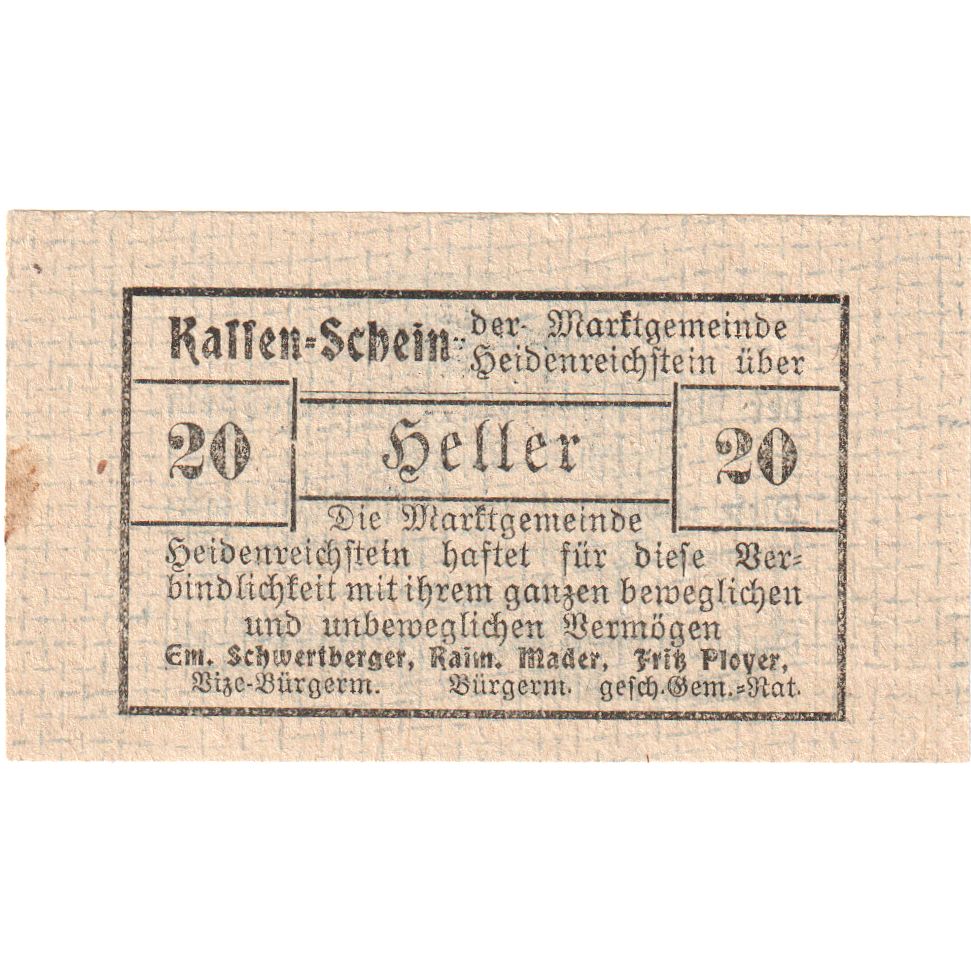 Kassen-Schein der Marktgemeinde
Heidenreichstein über
20 Heller 20
Die Marktgemeinde
Heidenreichstein haftet für diese Ver-
bindlichkeit mit ihrem ganzen beweglichen
und unbeweglichen Vermögen
Em. Schwertberger, Raim. Mader, Fritz Ployer,
Vize-Bürgerm. Bürgerm. gesch. Gem.-Rat.